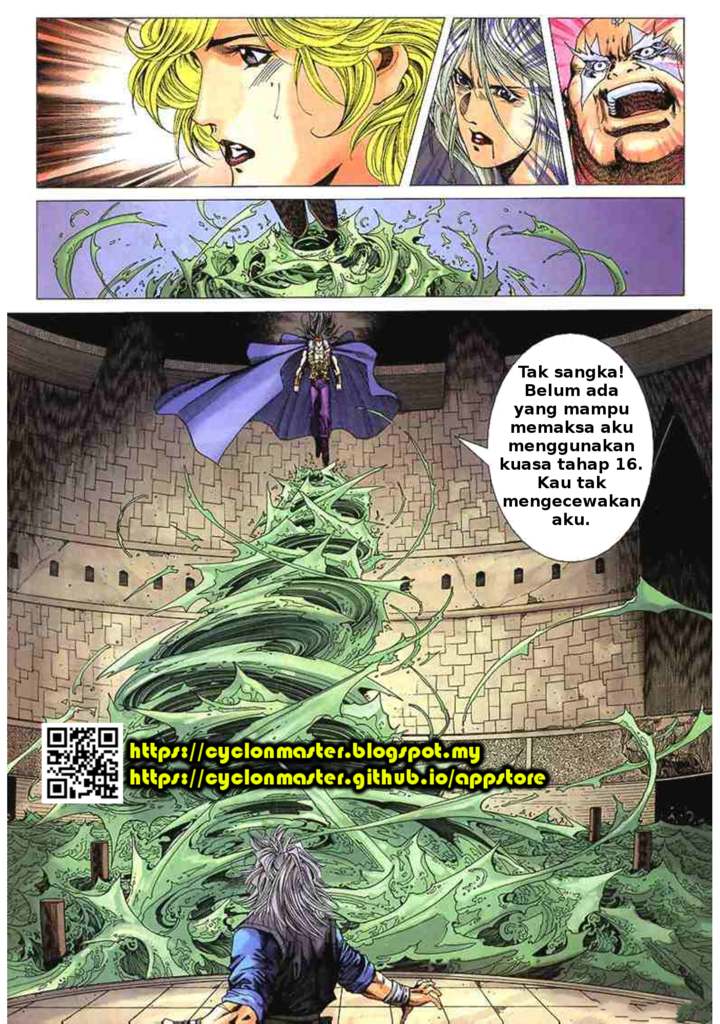 Tak sangka!
Belum ada
yang mampu
memaksa aku
menggunakan
kuasa tahap 16.
Kau tak
mengecewakan
aku.
https://cyclonmaster.blogspot.my
https://cyclonmaster.github.io/appstore